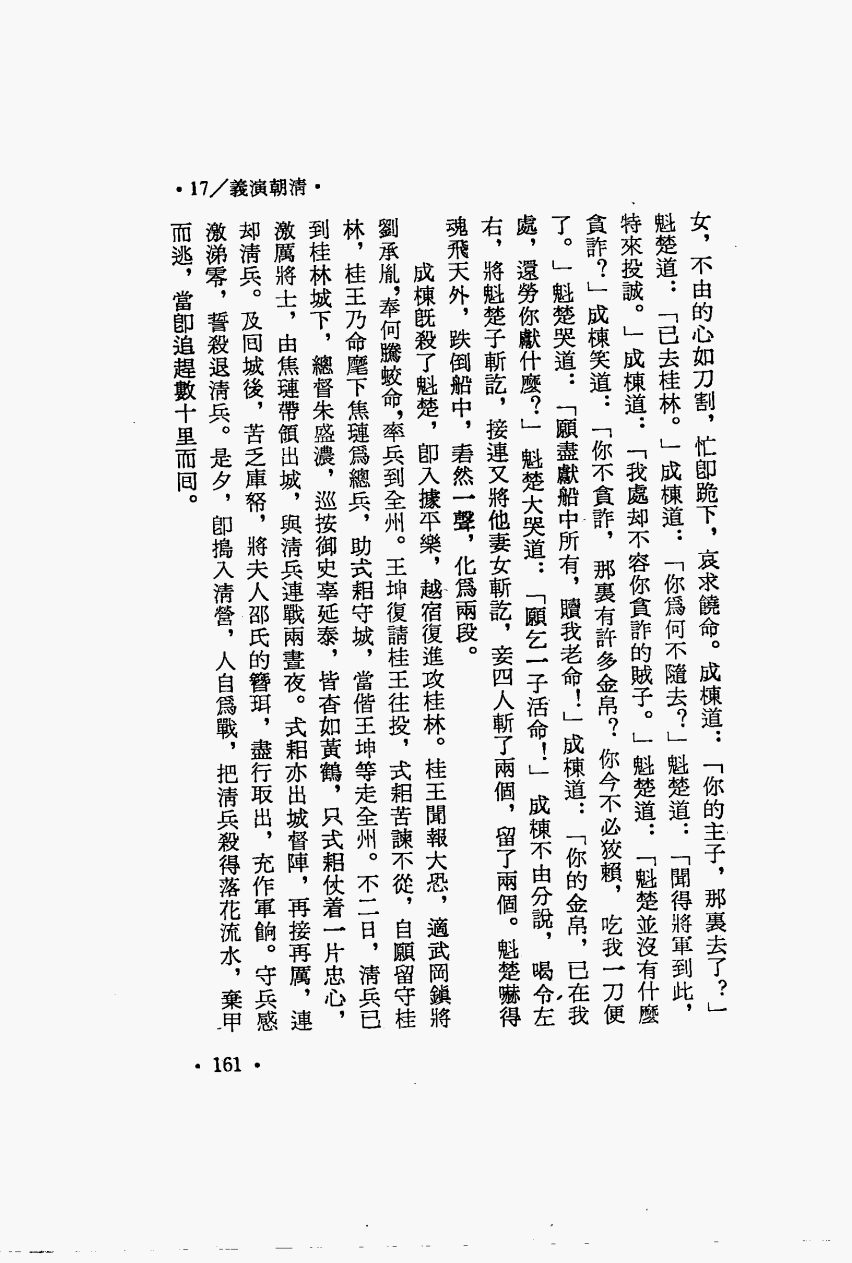 •17／義演朝淸•
女，不由的心如刀割，忙卽跪下，哀求饒命。成棟道：「你的主子，那裏去了？」
魁楚道：「已去桂林。」成棟道：「你爲何不隨去？」魁楚道：「聞得將軍到此，
特來投誠。」成棟道：「我處却不容你貪詐的賊子。」魁楚道：「魁楚並沒有什麼
貪詐？」成棟笑道：「你不貪詐，那裏有許多金帛？你今不必狡賴，吃我一刀便
了。」魁楚哭道：「願盡獻船中所有，贖我老命！」成棟道：「你的金帛，已在我
處，還勞你獻什麼？」魁楚大哭道：「願乞一子活命！」成棟不由分說，喝令左
右，將魁楚子斬訖，接連又將他妻女斬訖，妾四人斬了兩個，留了兩個。魁楚嚇得
魂飛天外，跌倒船中，砉然一聲，化爲兩段。
成棟旣殺了魁楚，卽入據平樂，越宿復進攻桂林。桂王聞報大恐，適武岡鎭將
劉承胤，奉何騰蛟命，率兵到全州。王坤復請桂王往投，式耜苦諫不從，自願留守桂
林，桂王乃命麾下焦璉爲總兵，助式耜守城，當偕王坤等走全州。不二日，淸兵已
到桂林城下，總督朱盛濃，巡按御史辜延泰，皆杳如黃鶴，只式耜仗着一片忠心，
激厲將士，由焦璉帶領出城，與淸兵連戰兩晝夜。式耜亦出城督陣，再接再厲，連
却淸兵。及囘城後，苦乏庫帑，將夫人邵氏的簪珥，盡行取出，充作軍餉。守兵感
激涕零，誓殺退淸兵。是夕，卽搗入淸營，人自爲戰，把淸兵殺得落花流水，棄甲
而逃，當卽追趕數十里而囘。
•161•